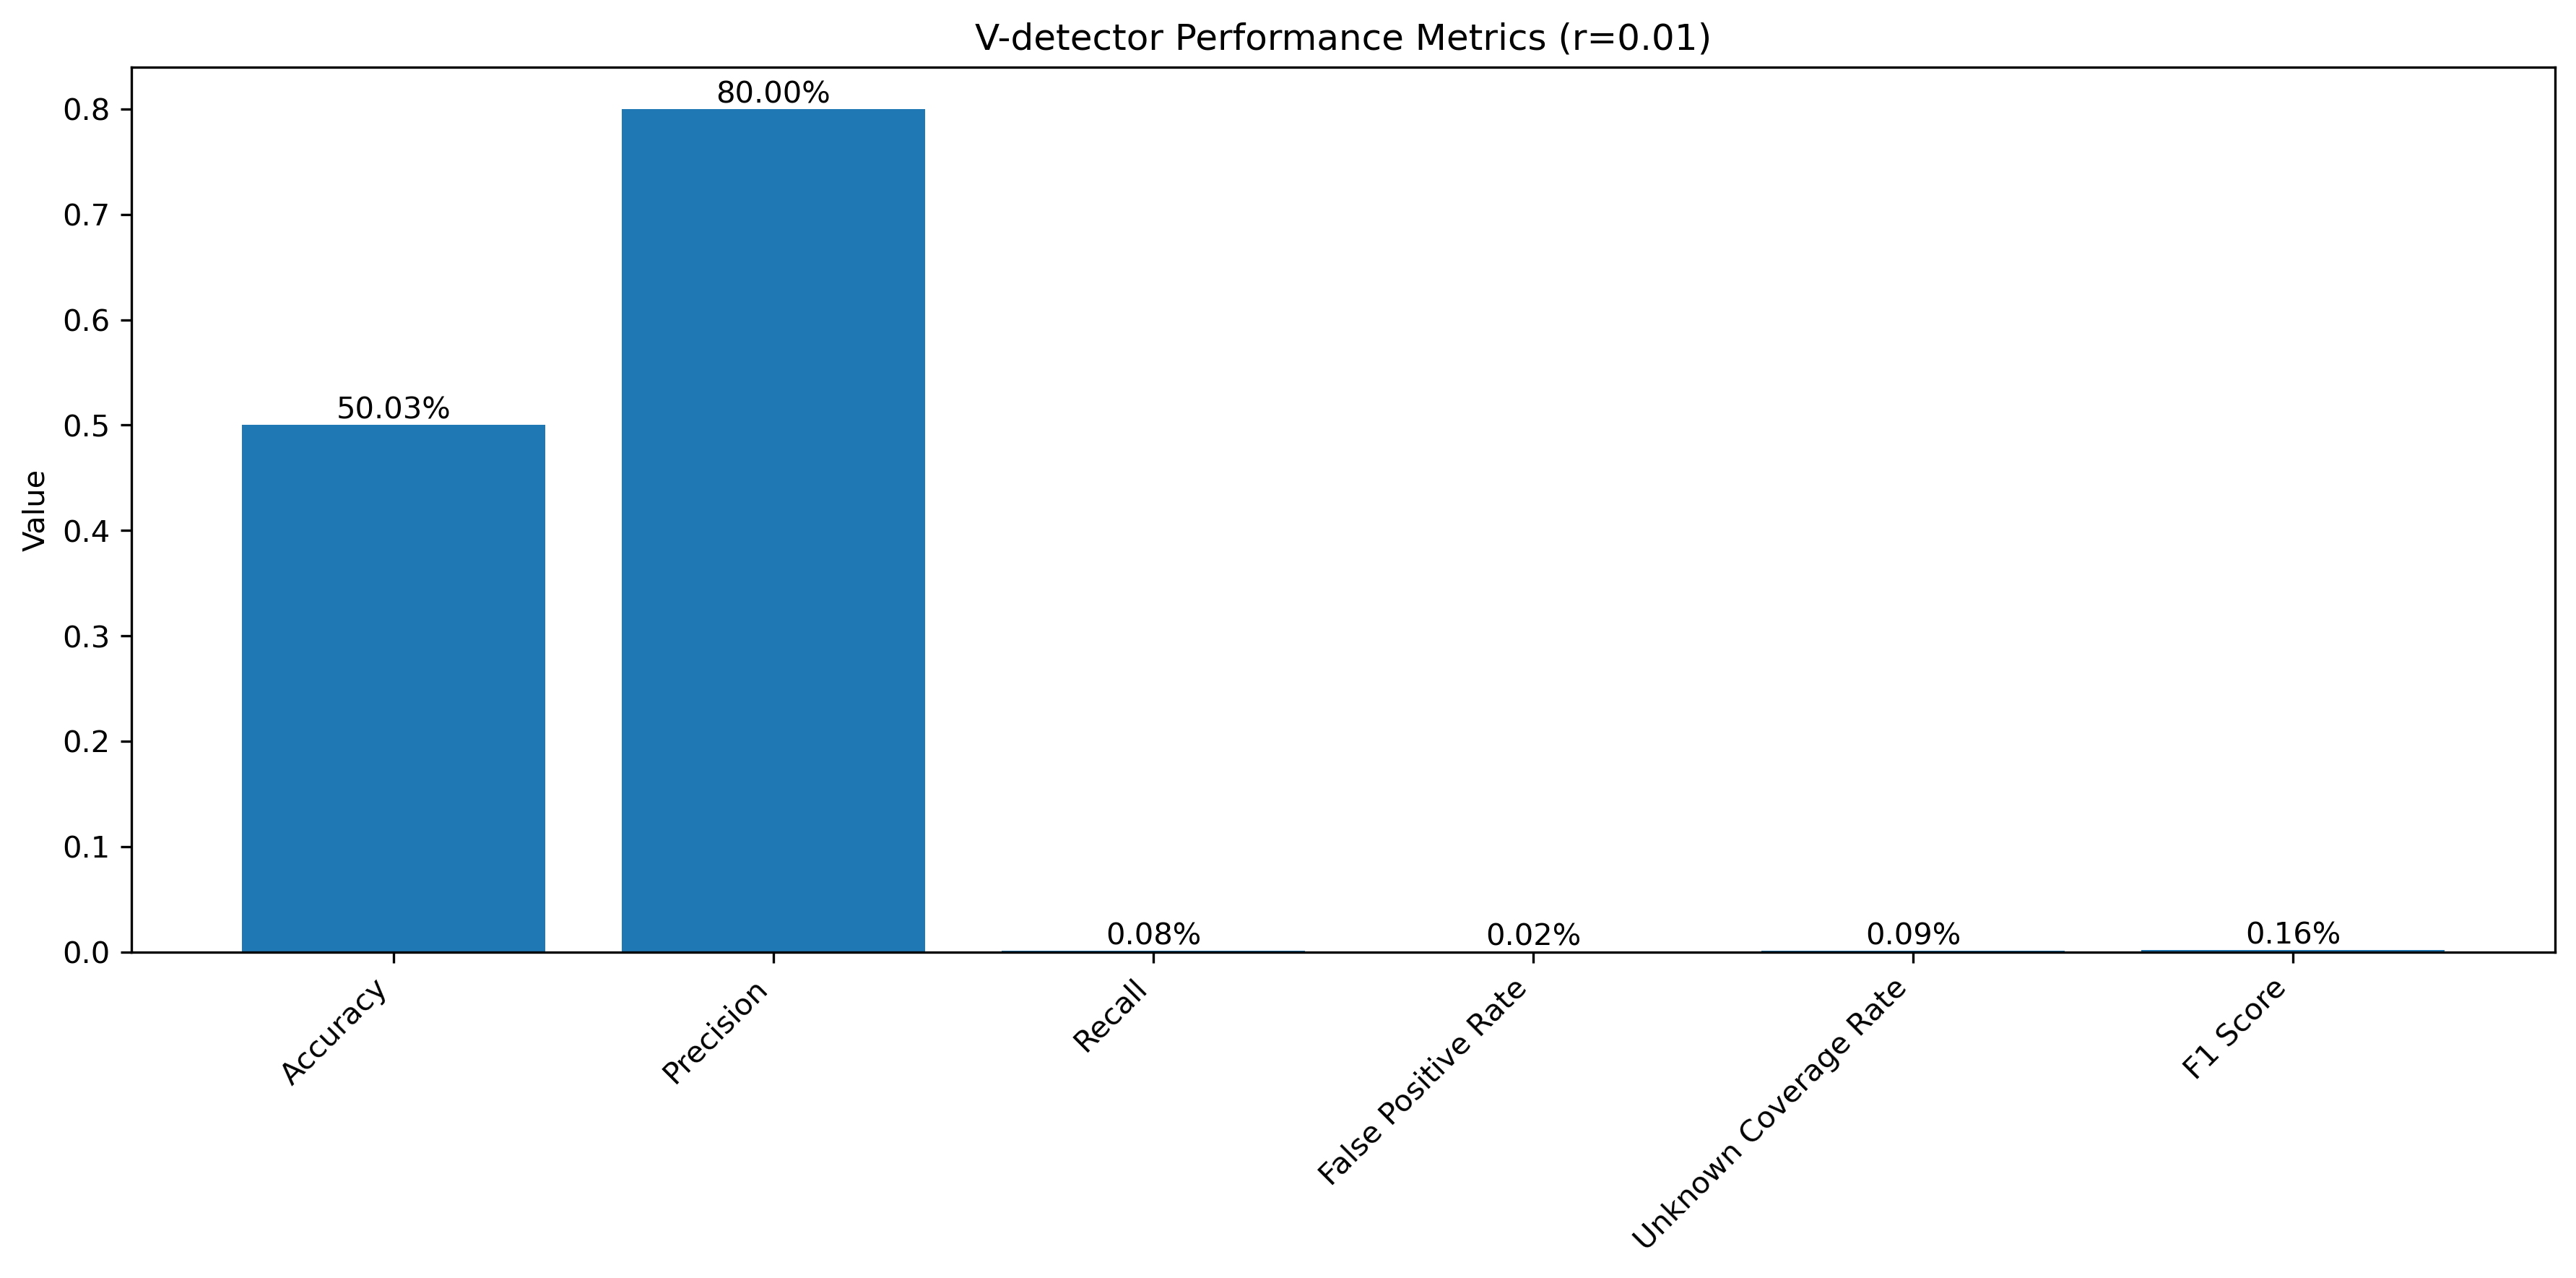 V-detector Performance Metrics (r=0.01)
Value
0.8
0.7
0.6
0.5
0.4
0.3
0.2
0.1
0.0
50.03%
80.00%
0.08%
0.02%
0.09%
0.16%
Accuracy
Precision
Recall
False Positive Rate
Unknown Coverage Rate
F1 Score